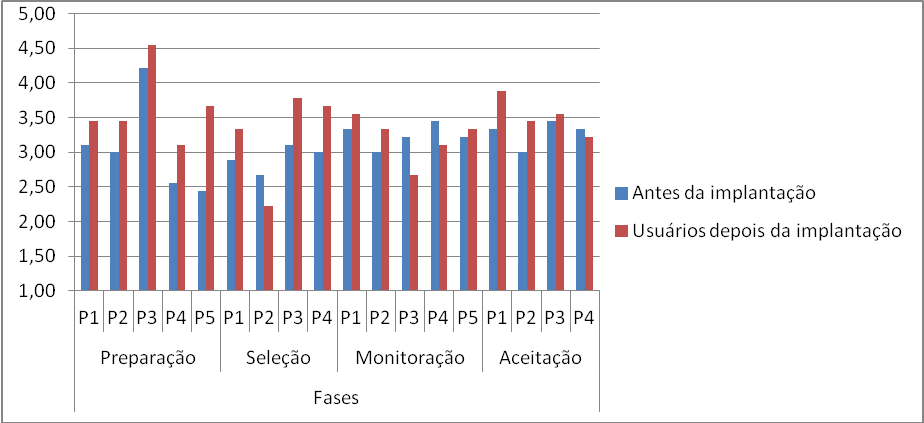 5,00
4,50
4,00
3,50
3,00
2,50
2,00
1,50
1,00
P1 P2 P3 P4 P5 P1 P2 P3 P4 P1 P2 P3 P4 P5 P1 P2 P3 P4
Preparação Seleção Monitoração Aceitação
Fases
Antes da implantação
Usuários depois da implantação